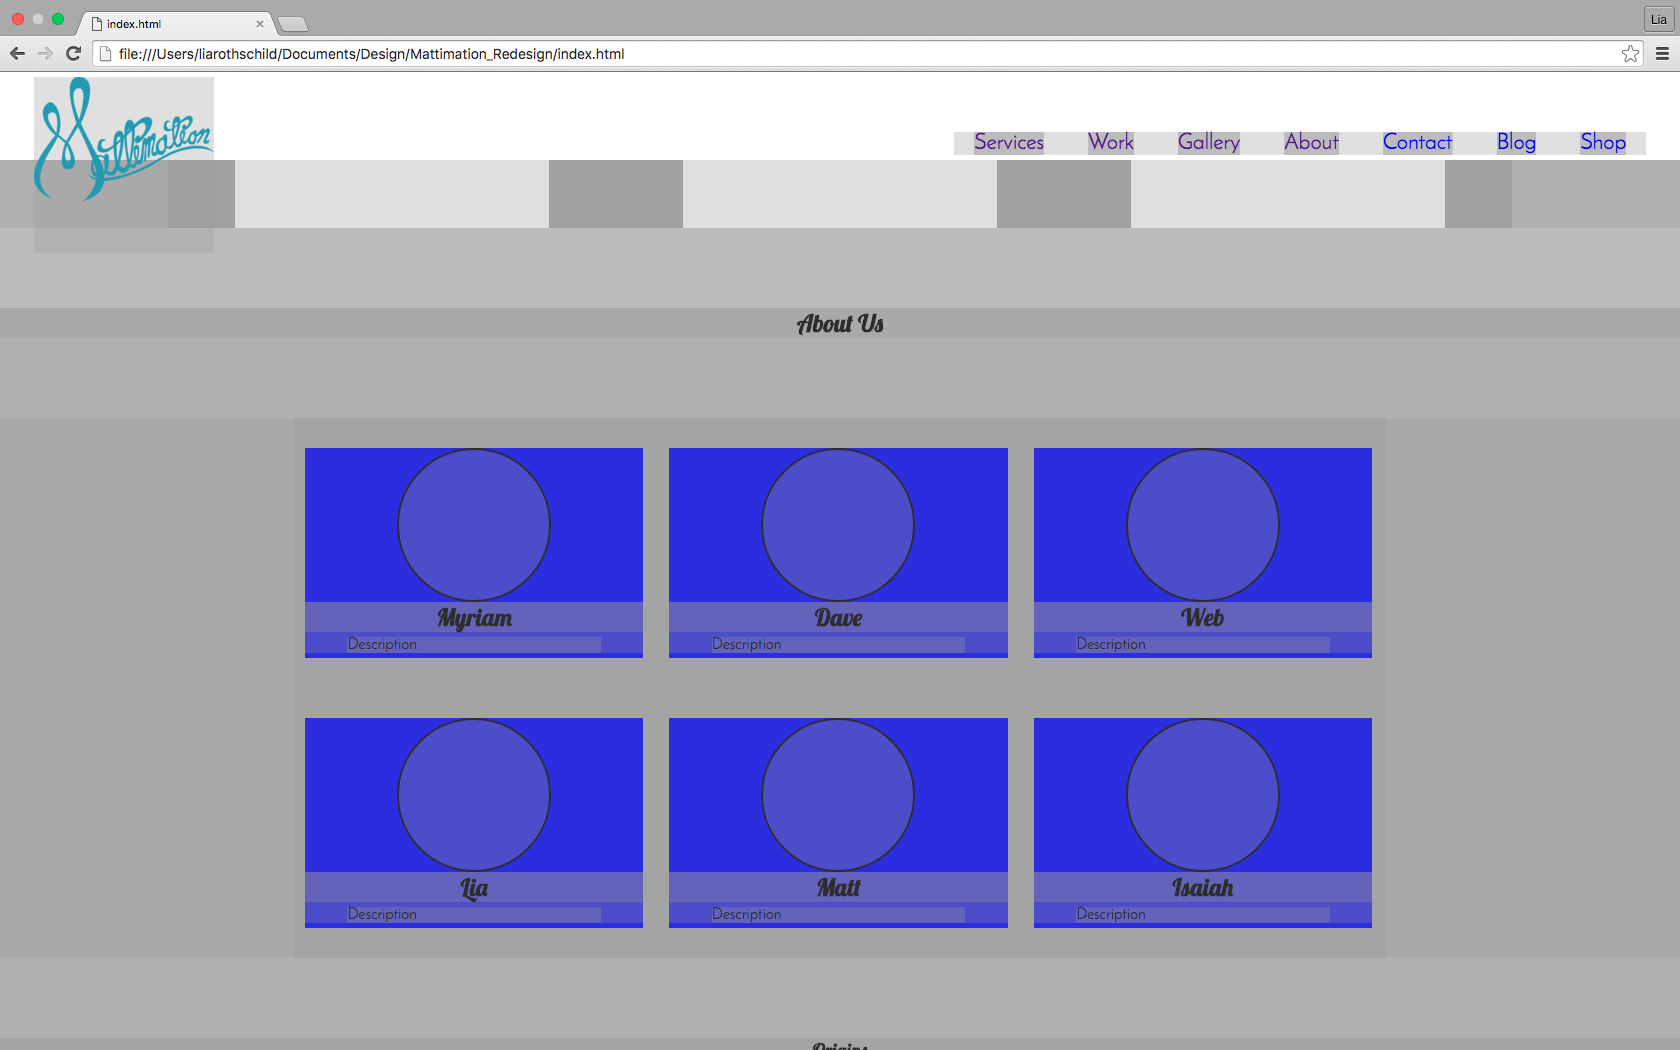 index.html
Lia
file:///Users/liarothschild/Documents/Design/Mattimation_Redesign/index.html
Mattimation
Services Work Gallery About Contact Blog Shop
About Us
Myriam Dave Web
Description Description Description
Lia Matt Isaiah
Description Description Description
Origins